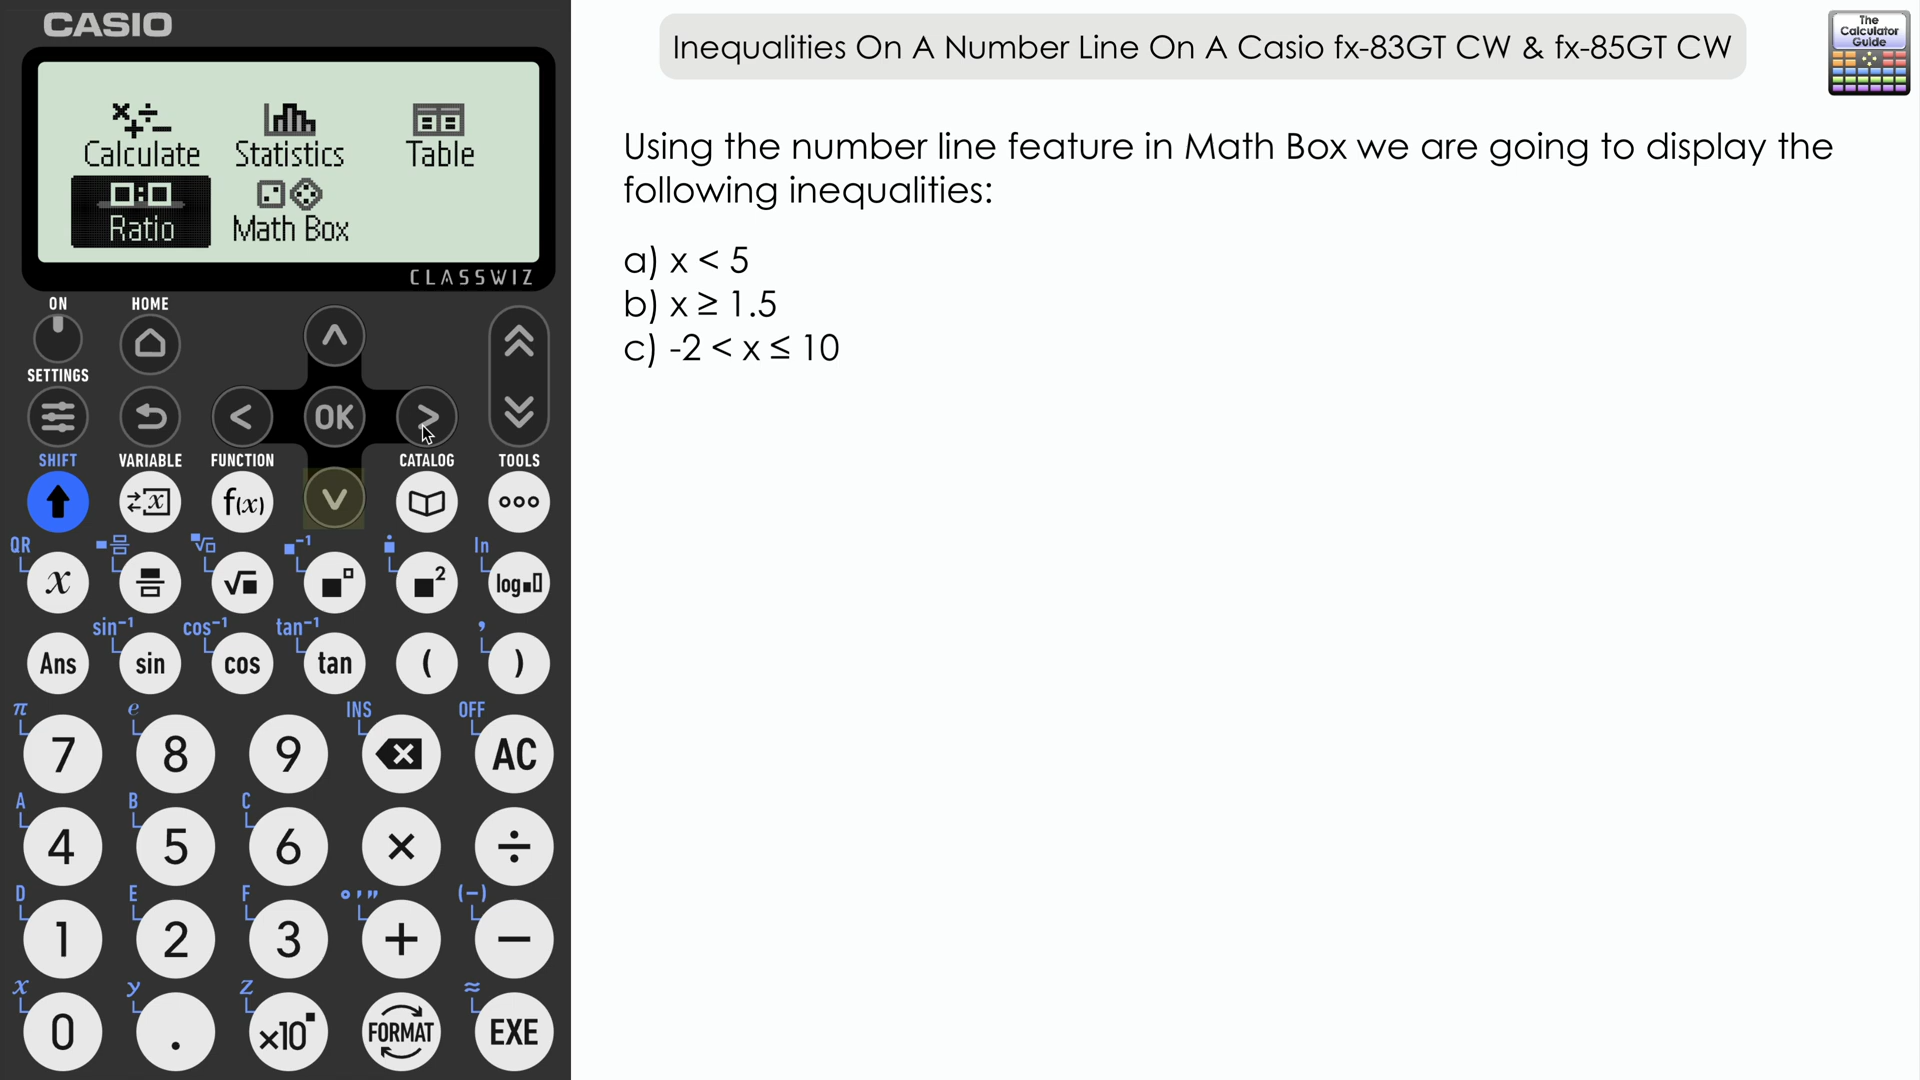 CASIO
Inequalities On A Number Line On A Casio fx-83GT CW & fx-85GT CW
The
Calculator
Guide
Calculate Statistics Table
Ratio Math Box
CLASSWIZ
Using the number line feature in Math Box we are going to display the
following inequalities:
a) x < 5
b) x ≥ 1.5
c) -2 < x ≤ 10
ON HOME
SETTINGS
< OK >
SHIFT VARIABLE FUNCTION CATALOG TOOLS
x f(x)
QR √ -1 ln
x √ 2 log
sin⁻¹ cos⁻¹ tan⁻¹ ,
Ans sin cos tan ( )
π e INS OFF
7 8 9 AC
A B C
4 5 6 × ÷
D E F ° ′ ″ (−)
1 2 3 + −
x y z ≈
0 . ×10 FORMAT EXE